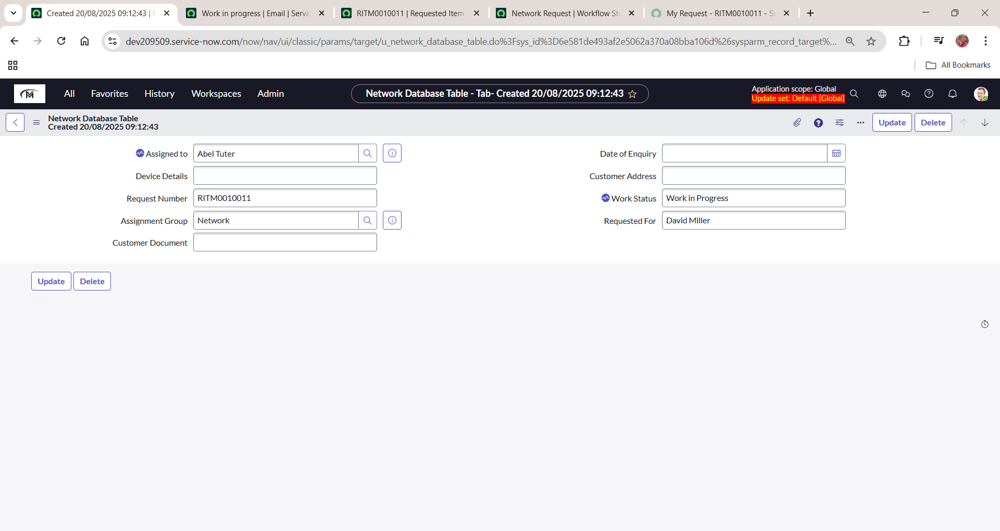 Created 20/08/2025 09:12:43 |
Work in progress | Email | Servic
RITM0010011 | Requested Item
Network Request | Workflow St
My Request - RITM0010011 - Se
dev209509.service-now.com/now/nav/ui/classic/params/target/u_network_database_table.do%3Fsys_id%3D6e581de493af2e5062a370a08bba106d%26sysparm_record_target%...
All Bookmarks
M
All
Favorites
History
Workspaces
Admin
Network Database Table - Tab- Created 20/08/2025 09:12:43
Application scope: Global
Update set: Default [Global]
Network Database Table
Created 20/08/2025 09:12:43
Update
Delete
Assigned to
Abel Tuter
Date of Enquiry
Device Details
Customer Address
Request Number
RITM0010011
Work Status
Work in Progress
Assignment Group
Network
Requested For
David Miller
Customer Document
Update
Delete